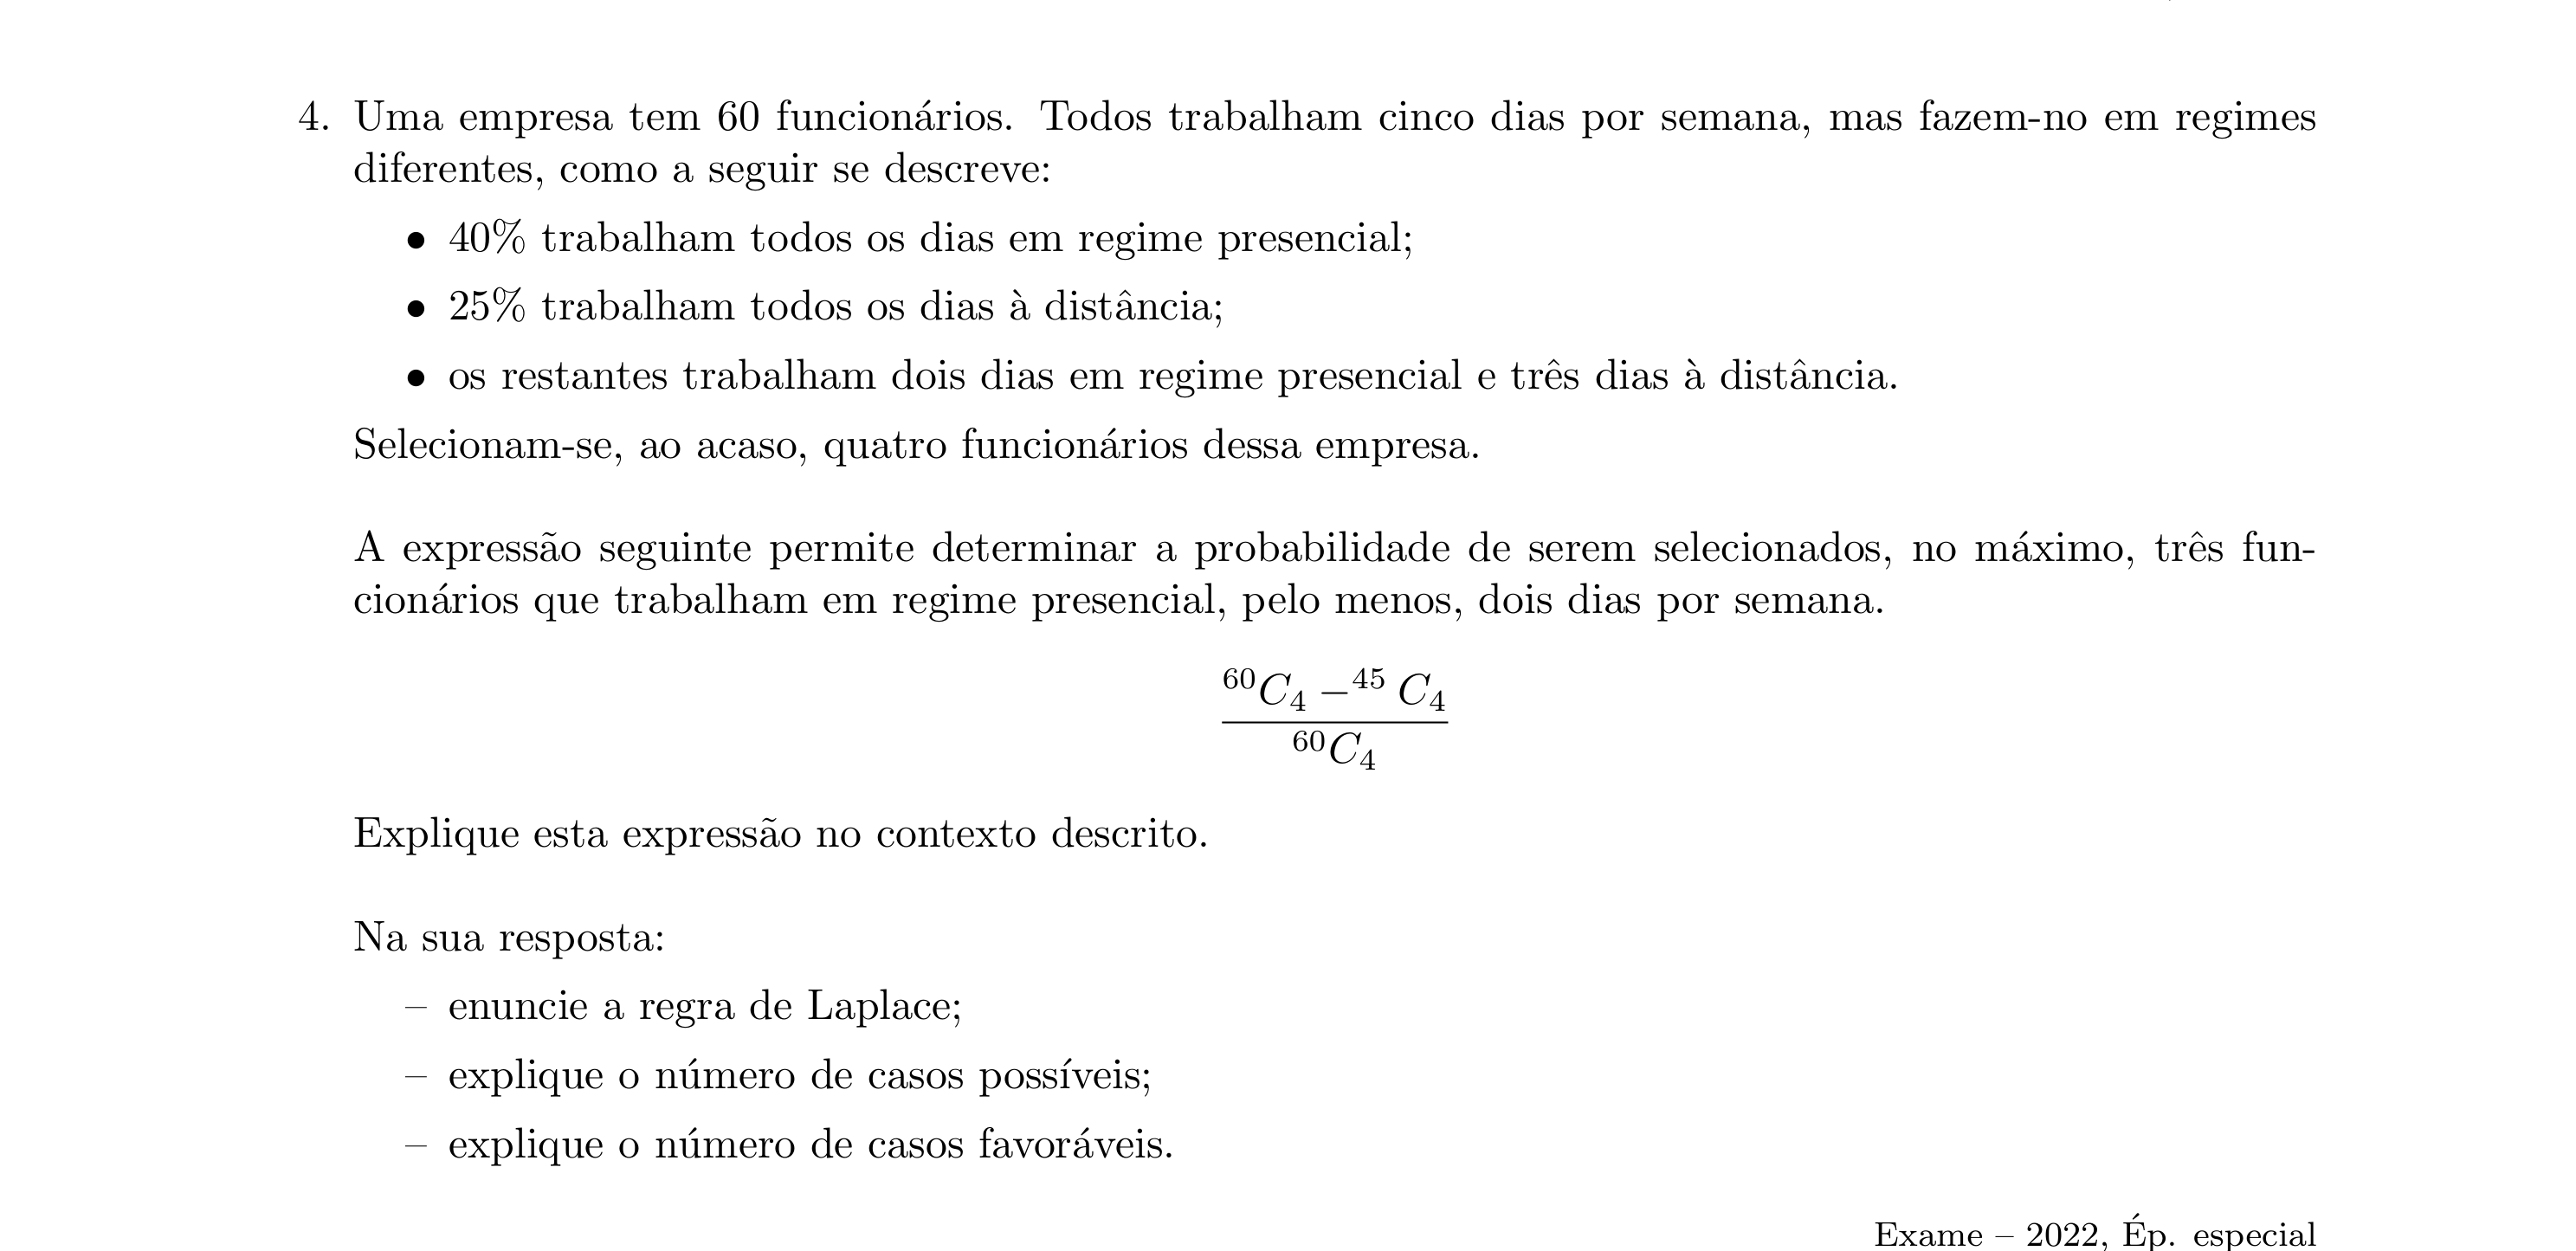 4. Uma empresa tem 60 funcionários. Todos trabalham cinco dias por semana, mas fazem-no em regimes
diferentes, como a seguir se descreve:
• 40% trabalham todos os dias em regime presencial;
• 25% trabalham todos os dias à distância;
• os restantes trabalham dois dias em regime presencial e três dias à distância.
Selecionam-se, ao acaso, quatro funcionários dessa empresa.
A expressão seguinte permite determinar a probabilidade de serem selecionados, no máximo, três fun-
cionários que trabalham em regime presencial, pelo menos, dois dias por semana.
$\frac{^{60}C_4 - ^{45}C_4}{^{60}C_4}$
Explique esta expressão no contexto descrito.
Na sua resposta:
– enuncie a regra de Laplace;
– explique o número de casos possíveis;
– explique o número de casos favoráveis.
Exame – 2022, Ép. especial